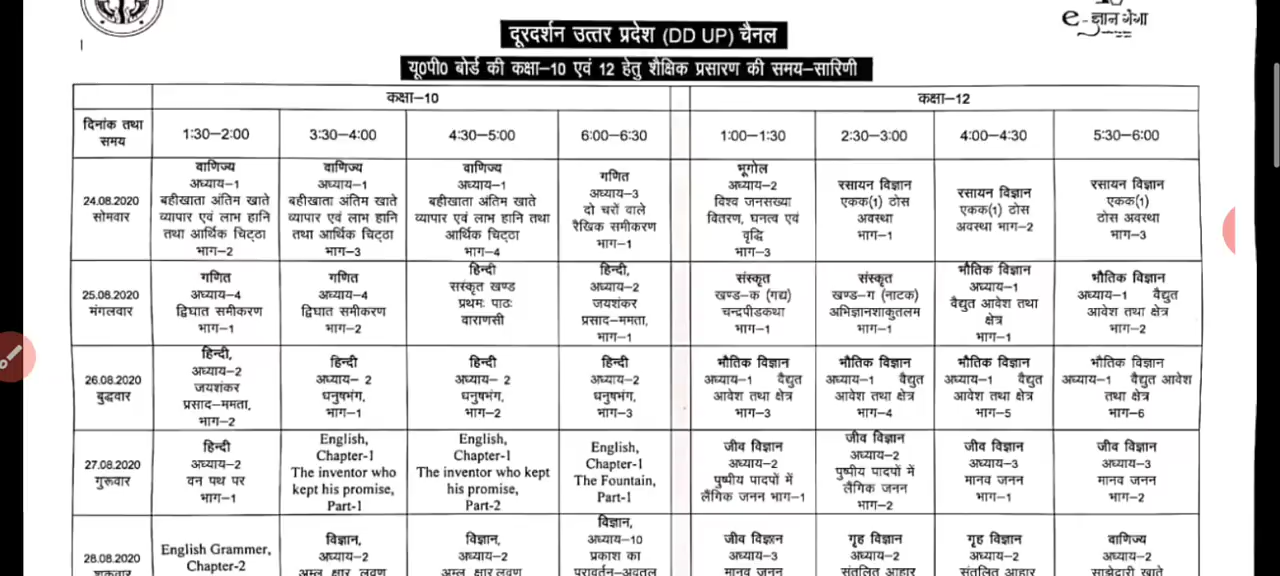 e-ज्ञान गंगा
दूरदर्शन उत्तर प्रदेश (DD UP) चैनल
यू0पी0 बोर्ड की कक्षा–10 एवं 12 हेतु शैक्षिक प्रसारण की समय–सारिणी
कक्षा–10 कक्षा–12
दिनांक तथा समय 1:30–2:00 3:30–4:00 4:30–5:00 6:00–6:30 1:00–1:30 2:30–3:00 4:00–4:30 5:30–6:00
24.08.2020 सोमवार
वाणिज्य अध्याय–1 बहीखाता अंतिम खाते व्यापार एवं लाभ हानि तथा आर्थिक चिट्ठा भाग–2
वाणिज्य अध्याय–1 बहीखाता अंतिम खाते व्यापार एवं लाभ हानि तथा आर्थिक चिट्ठा भाग–3
वाणिज्य अध्याय–1 बहीखाता अंतिम खाते व्यापार एवं लाभ हानि तथा आर्थिक चिट्ठा भाग–4
गणित अध्याय–3 दो चरों वाले रैखिक समीकरण भाग–1
भूगोल अध्याय–2 विश्व जनसख्या वितरण, घनत्व एवं वृद्धि भाग–3
रसायन विज्ञान एकक(1) ठोस अवस्था भाग–1
रसायन विज्ञान एकक(1) ठोस अवस्था भाग–2
रसायन विज्ञान एकक(1) ठोस अवस्था भाग–3
25.08.2020 मंगलवार
गणित अध्याय–4 द्विघात समीकरण भाग–1
गणित अध्याय–4 द्विघात समीकरण भाग–2
हिन्दी संस्कृत खण्ड प्रथमः पाठः वाराणसी
हिन्दी, अध्याय–2 जयशंकर प्रसाद–ममता, भाग–1
संस्कृत खण्ड–क (गद्य) चन्द्रपीडकथा भाग–1
संस्कृत खण्ड–ग (नाटक) अभिज्ञानशाकुतलम भाग–1
भौतिक विज्ञान अध्याय–1 वैद्युत आवेश तथा क्षेत्र भाग–1
भौतिक विज्ञान अध्याय–1 वैद्युत आवेश तथा क्षेत्र भाग–2
26.08.2020 बुद्धवार
हिन्दी, अध्याय–2 जयशंकर प्रसाद–ममता, भाग–2
हिन्दी अध्याय– 2 धनुषभंग, भाग–1
हिन्दी अध्याय– 2 धनुषभंग, भाग–2
हिन्दी अध्याय–2 धनुषभंग, भाग–3
भौतिक विज्ञान अध्याय–1 वैद्युत आवेश तथा क्षेत्र भाग–3
भौतिक विज्ञान अध्याय–1 वैद्युत आवेश तथा क्षेत्र भाग–4
भौतिक विज्ञान अध्याय–1 वैद्युत आवेश तथा क्षेत्र भाग–5
भौतिक विज्ञान अध्याय–1 वैद्युत आवेश तथा क्षेत्र भाग–6
27.08.2020 गुरूवार
हिन्दी अध्याय–2 वन पथ पर भाग–1
English, Chapter-1 The inventor who kept his promise, Part-1
English, Chapter-1 The inventor who kept his promise, Part-2
English, Chapter-1 The Fountain, Part-1
जीव विज्ञान अध्याय–2 पुष्पीय पादपों में लैंगिक जनन भाग–1
जीव विज्ञान अध्याय–2 पुष्पीय पादपों में लैंगिक जनन भाग–2
जीव विज्ञान अध्याय–3 मानव जनन भाग–1
जीव विज्ञान अध्याय–3 मानव जनन भाग–2
28.08.2020 शुक्रवार
English Grammer, Chapter-2
विज्ञान, अध्याय–2 अम्ल क्षार लवण
विज्ञान, अध्याय–2 अम्ल क्षार लवण
विज्ञान, अध्याय–10 प्रकाश का परावर्तन–अवतल
जीव विज्ञान अध्याय–3 मानव जनन
गृह विज्ञान अध्याय–2 संतुलित आहार
गृह विज्ञान अध्याय–2 संतुलित आहार
वाणिज्य अध्याय–2 साझेदारी खाते